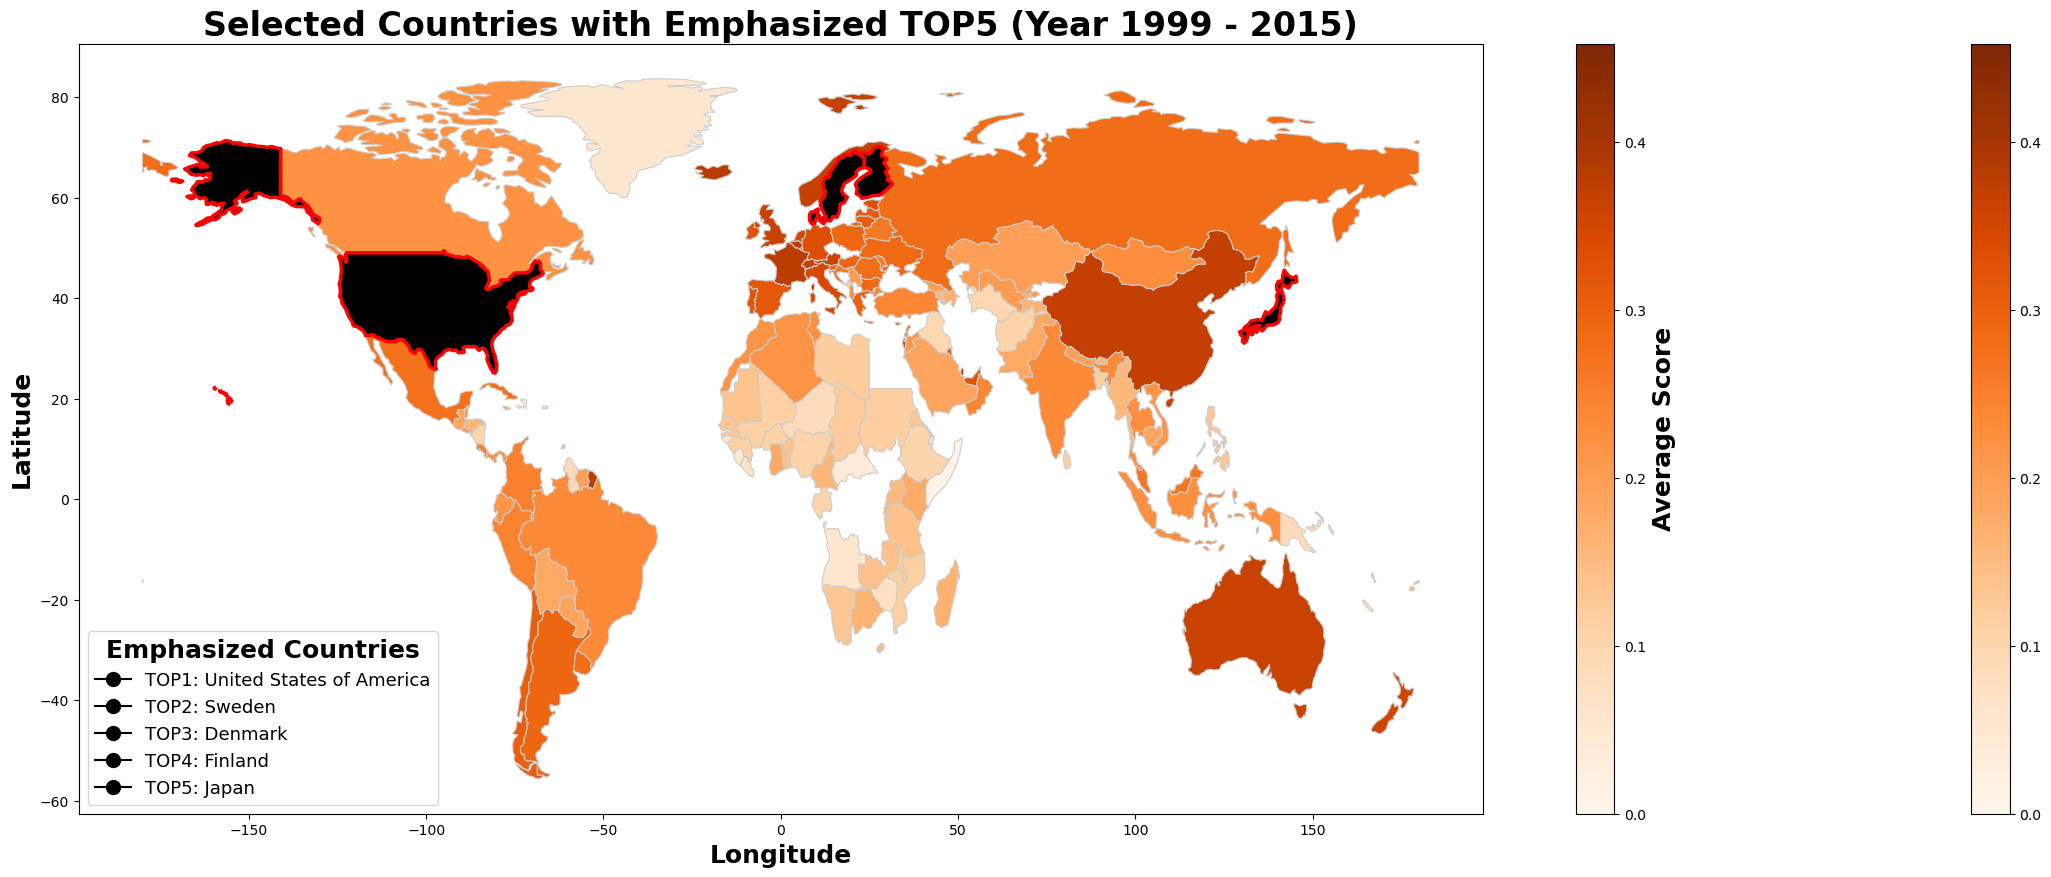 Selected Countries with Emphasized TOP5 (Year 1999 - 2015)
Latitude
80
60
40
20
0
−20
−40
−60
Emphasized Countries
TOP1: United States of America
TOP2: Sweden
TOP3: Denmark
TOP4: Finland
TOP5: Japan
−150
−100
−50
0
50
100
150
Longitude
0.4
0.3
0.2
0.1
0.0
Average Score
0.4
0.3
0.2
0.1
0.0